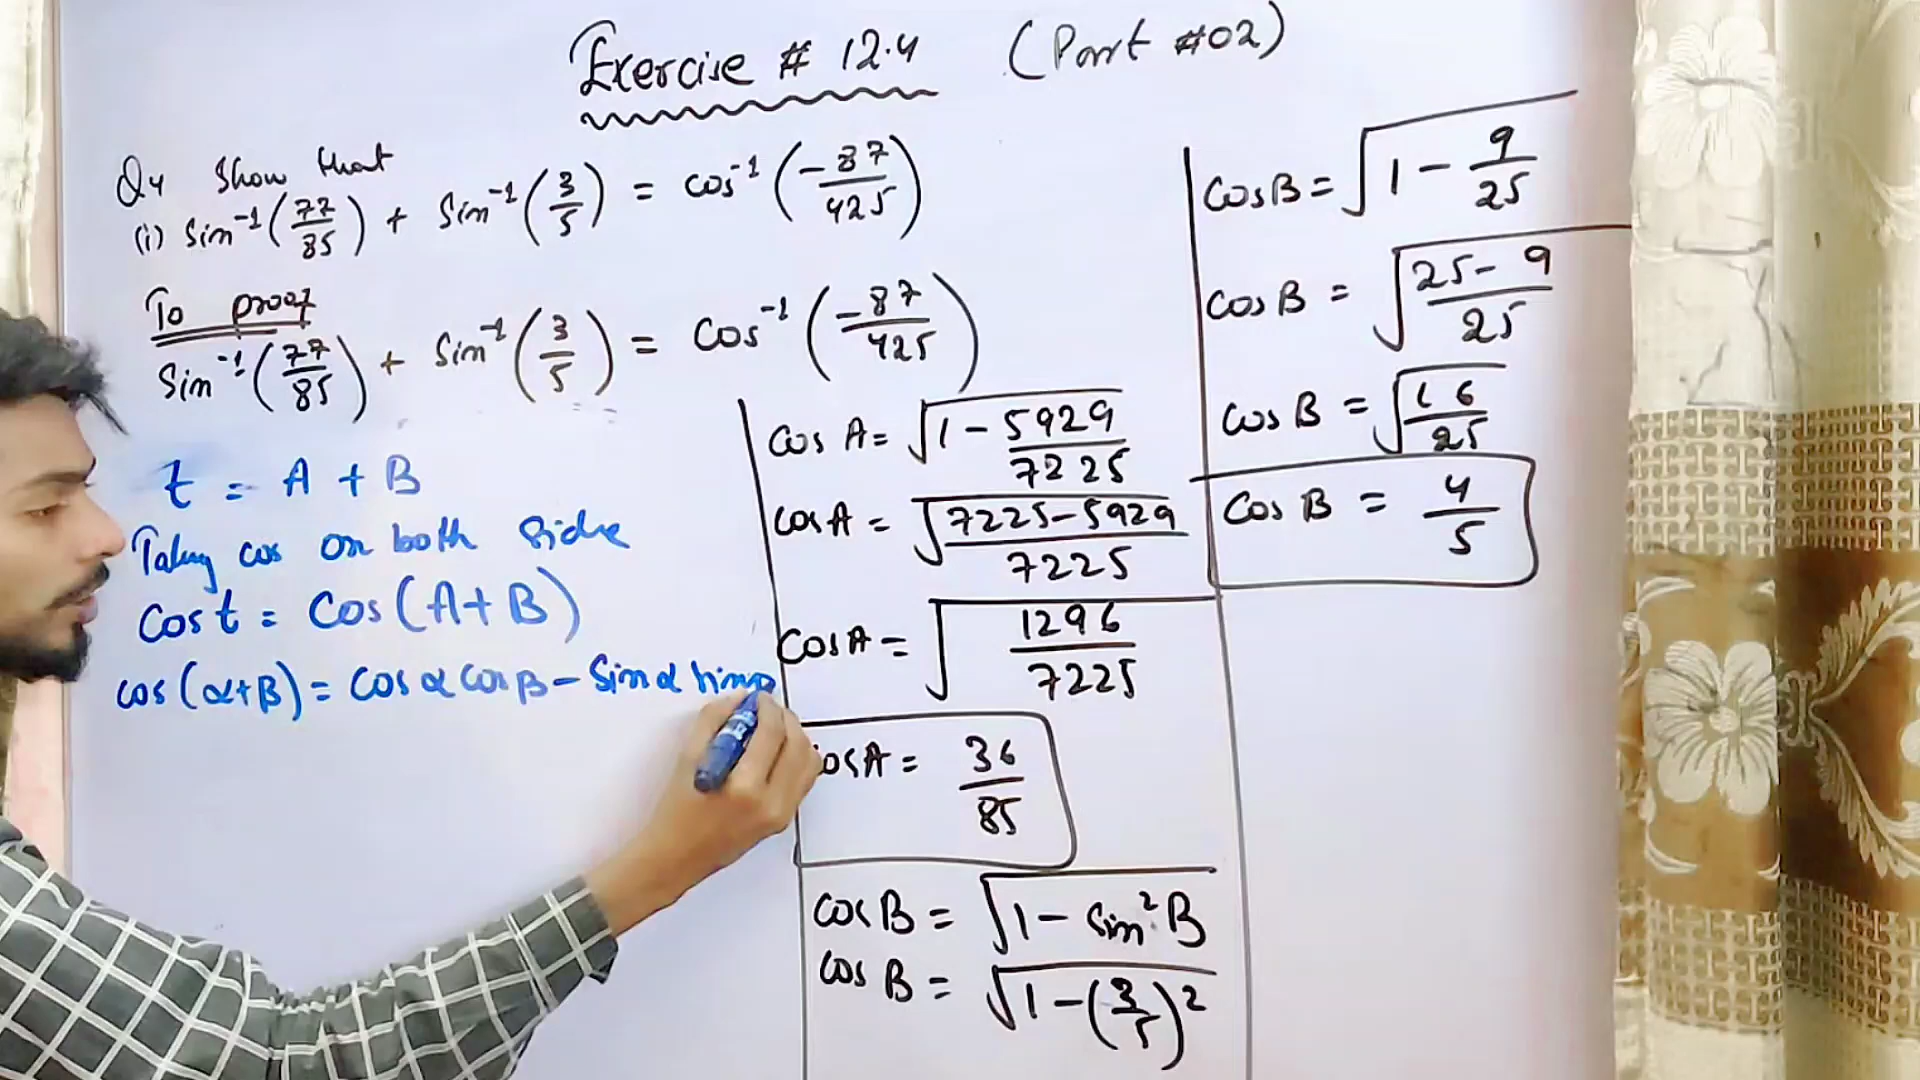 Exercise # 12.4 (Part #02)
Q4 Show that
(i) Sin⁻¹(77/85) + Sin⁻¹(3/5) = cos⁻¹(-87/425)
To proof
Sin⁻¹(77/85) + Sin⁻¹(3/5) = Cos⁻¹(-87/425)
t = A + B
Taking cos on both side
Cos t = Cos(A+B)
cos(α+β) = Cos α Cos β - Sin α Sin β
cos A = √(1 - 5929/7225)
cos A = √((7225-5929)/7225)
cos A = √(1296/7225)
cos A = 36/85
cos B = √(1 - Sin²B)
cos B = √(1-(3/5)²)
cos B = √(1 - 9/25)
cos B = √((25-9)/25)
cos B = √(16/25)
cos B = 4/5